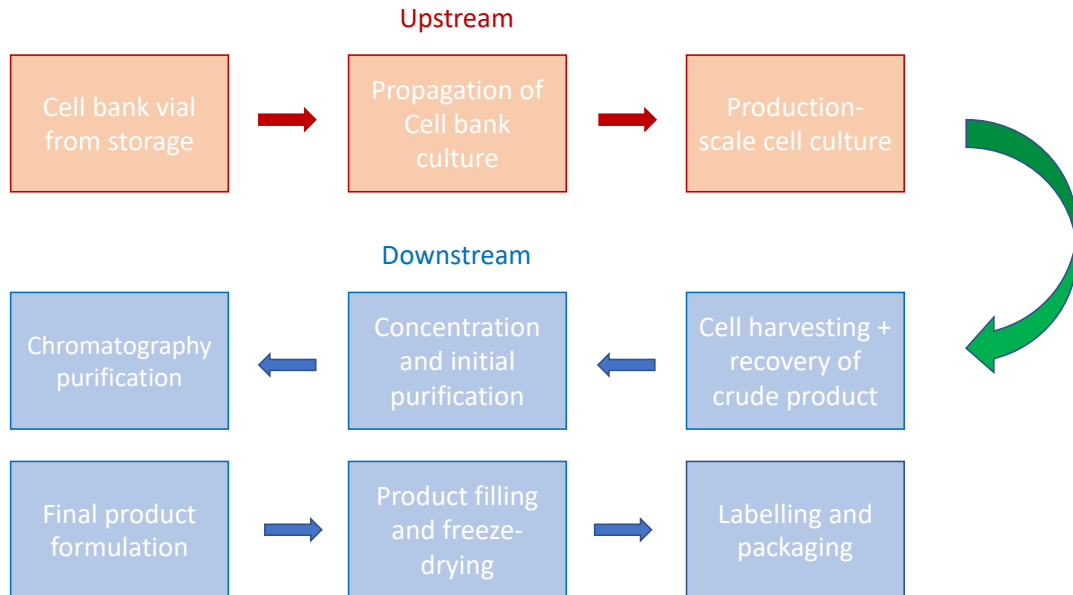 Upstream
Cell bank vial
from storage
Propagation of
Cell bank
culture
Production-
scale cell culture
Downstream
Chromatography
purification
Concentration
and initial
purification
Cell harvesting +
recovery of
crude product
Final product
formulation
Product filling
and freeze-
drying
Labelling and
packaging